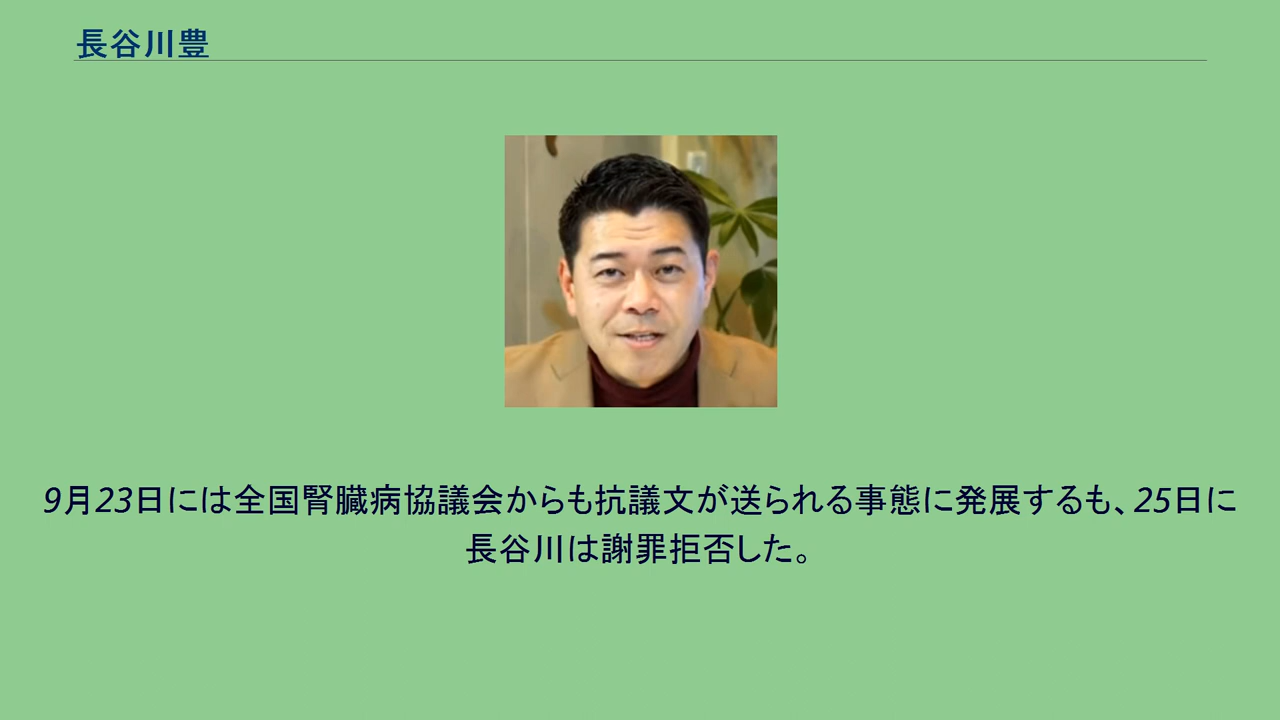 長谷川豊
9月23日には全国腎臓病協議会からも抗議文が送られる事態に発展するも、25日に
長谷川は謝罪拒否した。